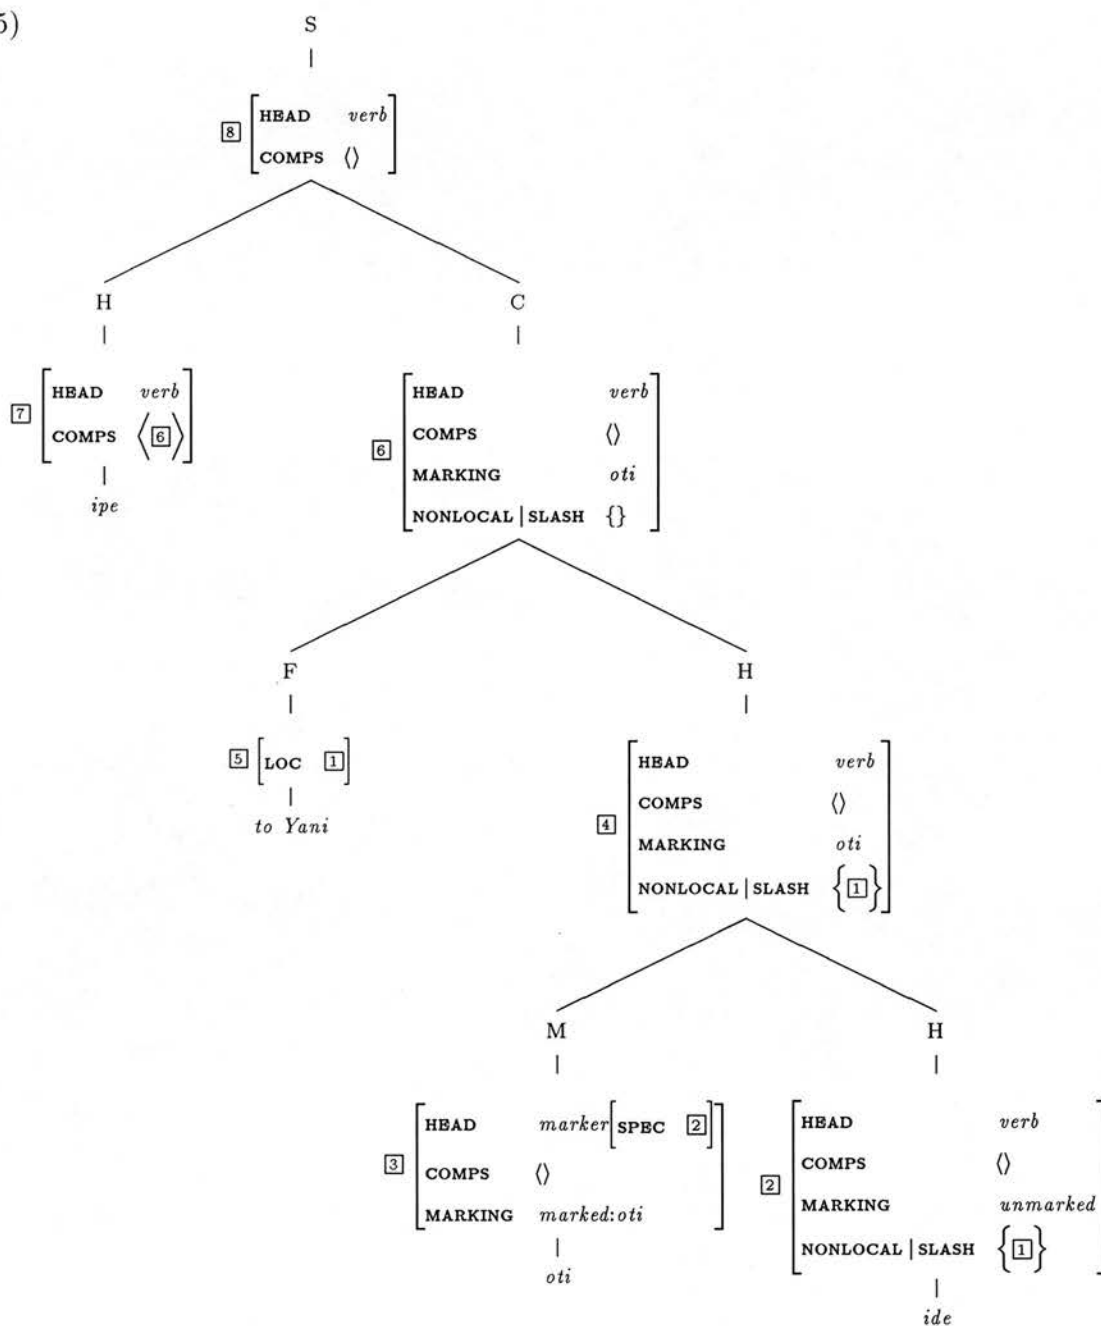 5)
S
8 HEAD verb
COMPS ⟨⟩
H C
7 HEAD verb
COMPS ⟨6⟩
ipe
6 HEAD verb
COMPS ⟨⟩
MARKING oti
NONLOCAL|SLASH {}
F H
5 LOC 1
to Yani
4 HEAD verb
COMPS ⟨⟩
MARKING oti
NONLOCAL|SLASH {1}
M H
3 HEAD marker[SPEC 2]
COMPS ⟨⟩
MARKING marked:oti
oti
2 HEAD verb
COMPS ⟨⟩
MARKING unmarked
NONLOCAL|SLASH {1}
ide